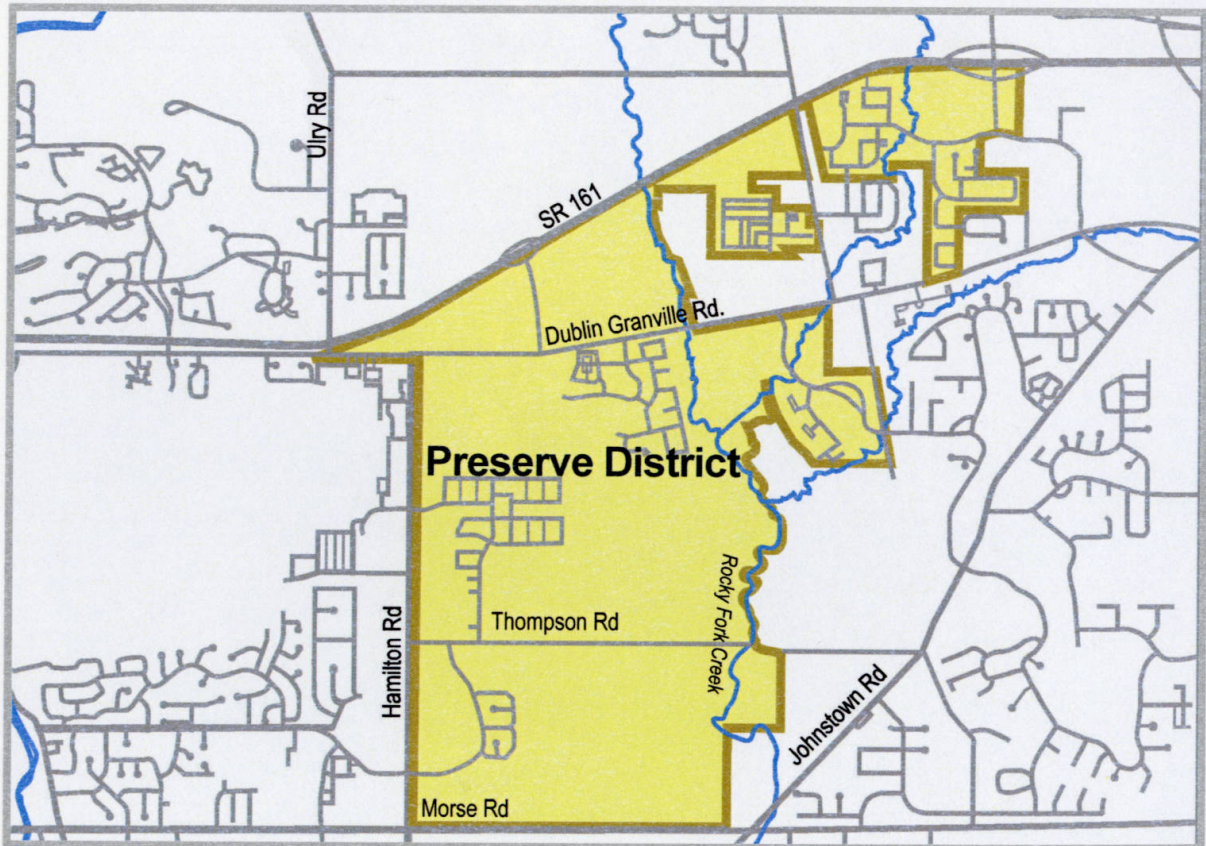 Ulry Rd
SR 161
Dublin Granville Rd.
Preserve District
Rocky Fork Creek
Thompson Rd
Hamilton Rd
Johnstown Rd
Morse Rd